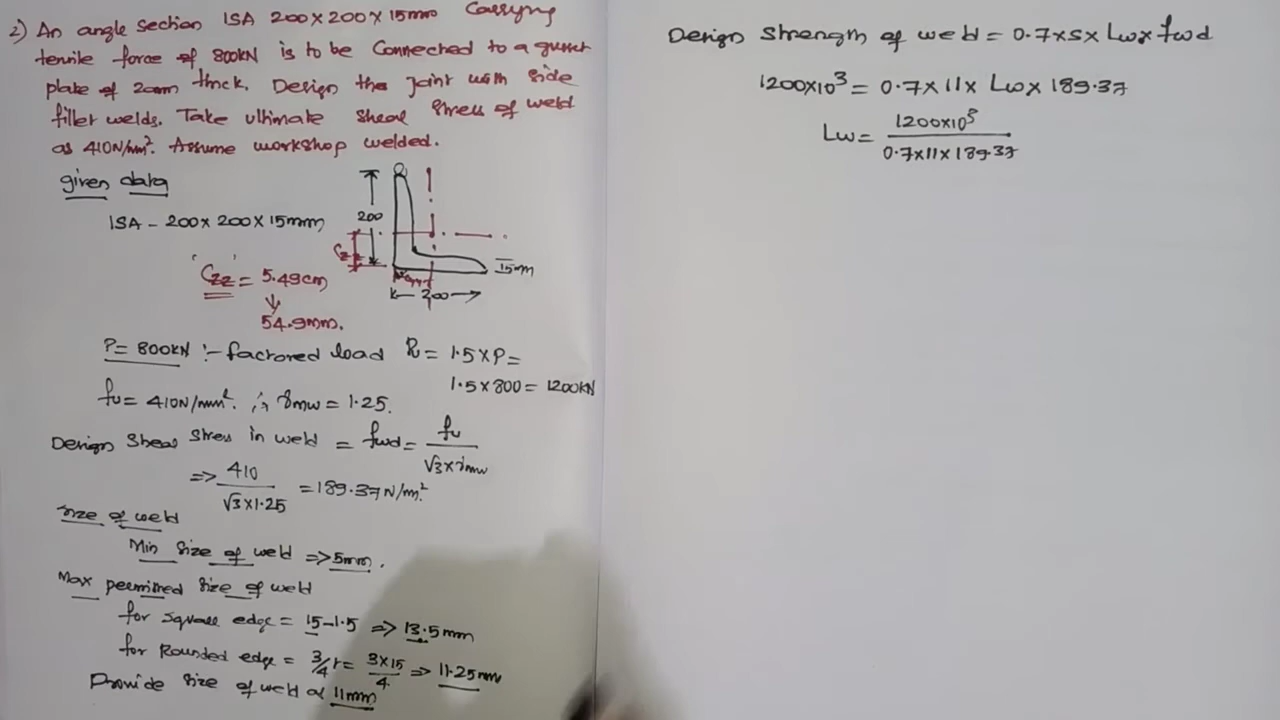 2) An angle section ISA 200×200×15mm Carrying
tensile force of 800kN is to be Connected to a gusset
plate of 20mm thick. Design the Joint with side
fillet welds. Take ultimate shear stress of weld
as 410N/mm². Assume workshop welded.
given data
ISA - 200×200×15mm
200
Czz
15mm
200
'Czz' = 5.49cm
54.9mm.
P= 800kN :- factored load Pu = 1.5×P=
1.5×800 = 1200kN
fu= 410N/mm². ∴ γmw = 1.25.
Design Shear Stress in weld = fwd= fu / √3×γmw
=> 410 / √3×1.25 = 189.37N/m²
Size of weld
Min size of weld => 5mm.
Max permitted size of weld
for Square edge = 15-1.5 => 13.5mm
for Rounded edge = 3/4 t = 3×15 / 4 => 11.25mm
Provide size of weld as 11mm
Design Strength of weld = 0.7×s×Lw×fwd
1200×10³ = 0.7×11× Lw× 189.37
Lw= 1200×10³ / 0.7×11×189.37